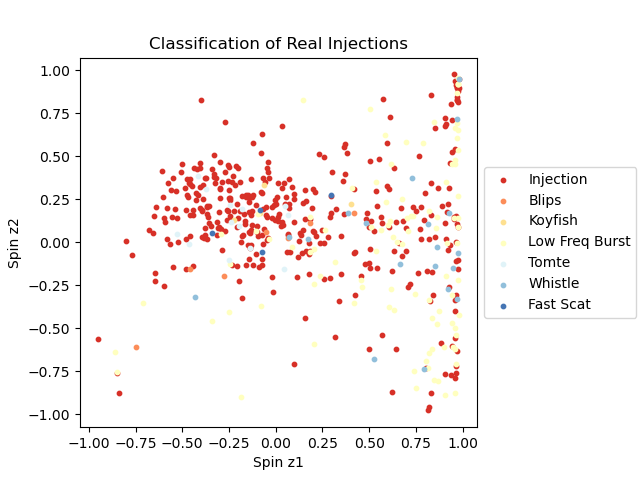 Classification of Real Injections
1.00
0.75
0.50
0.25
0.00
−0.25
−0.50
−0.75
−1.00
Spin z2
−1.00 −0.75 −0.50 −0.25 0.00 0.25 0.50 0.75 1.00
Spin z1
Injection
Blips
Koyfish
Low Freq Burst
Tomte
Whistle
Fast Scat